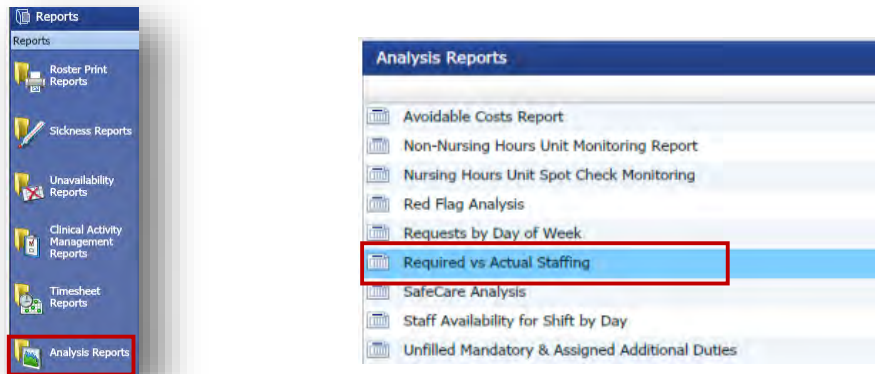 Reports
Reports
Roster Print
Reports
Sickness Reports
Unavailability
Reports
Clinical Activity
Management
Reports
Timesheet
Reports
Analysis Reports
Analysis Reports
Avoidable Costs Report
Non-Nursing Hours Unit Monitoring Report
Nursing Hours Unit Spot Check Monitoring
Red Flag Analysis
Requests by Day of Week
Required vs Actual Staffing
SafeCare Analysis
Staff Availability for Shift by Day
Unfilled Mandatory & Assigned Additional Duties